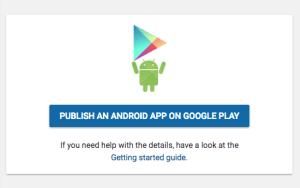 PUBLISH AN ANDROID APP ON GOOGLE PLAY
If you need help with the details, have a look at the
Getting started guide.